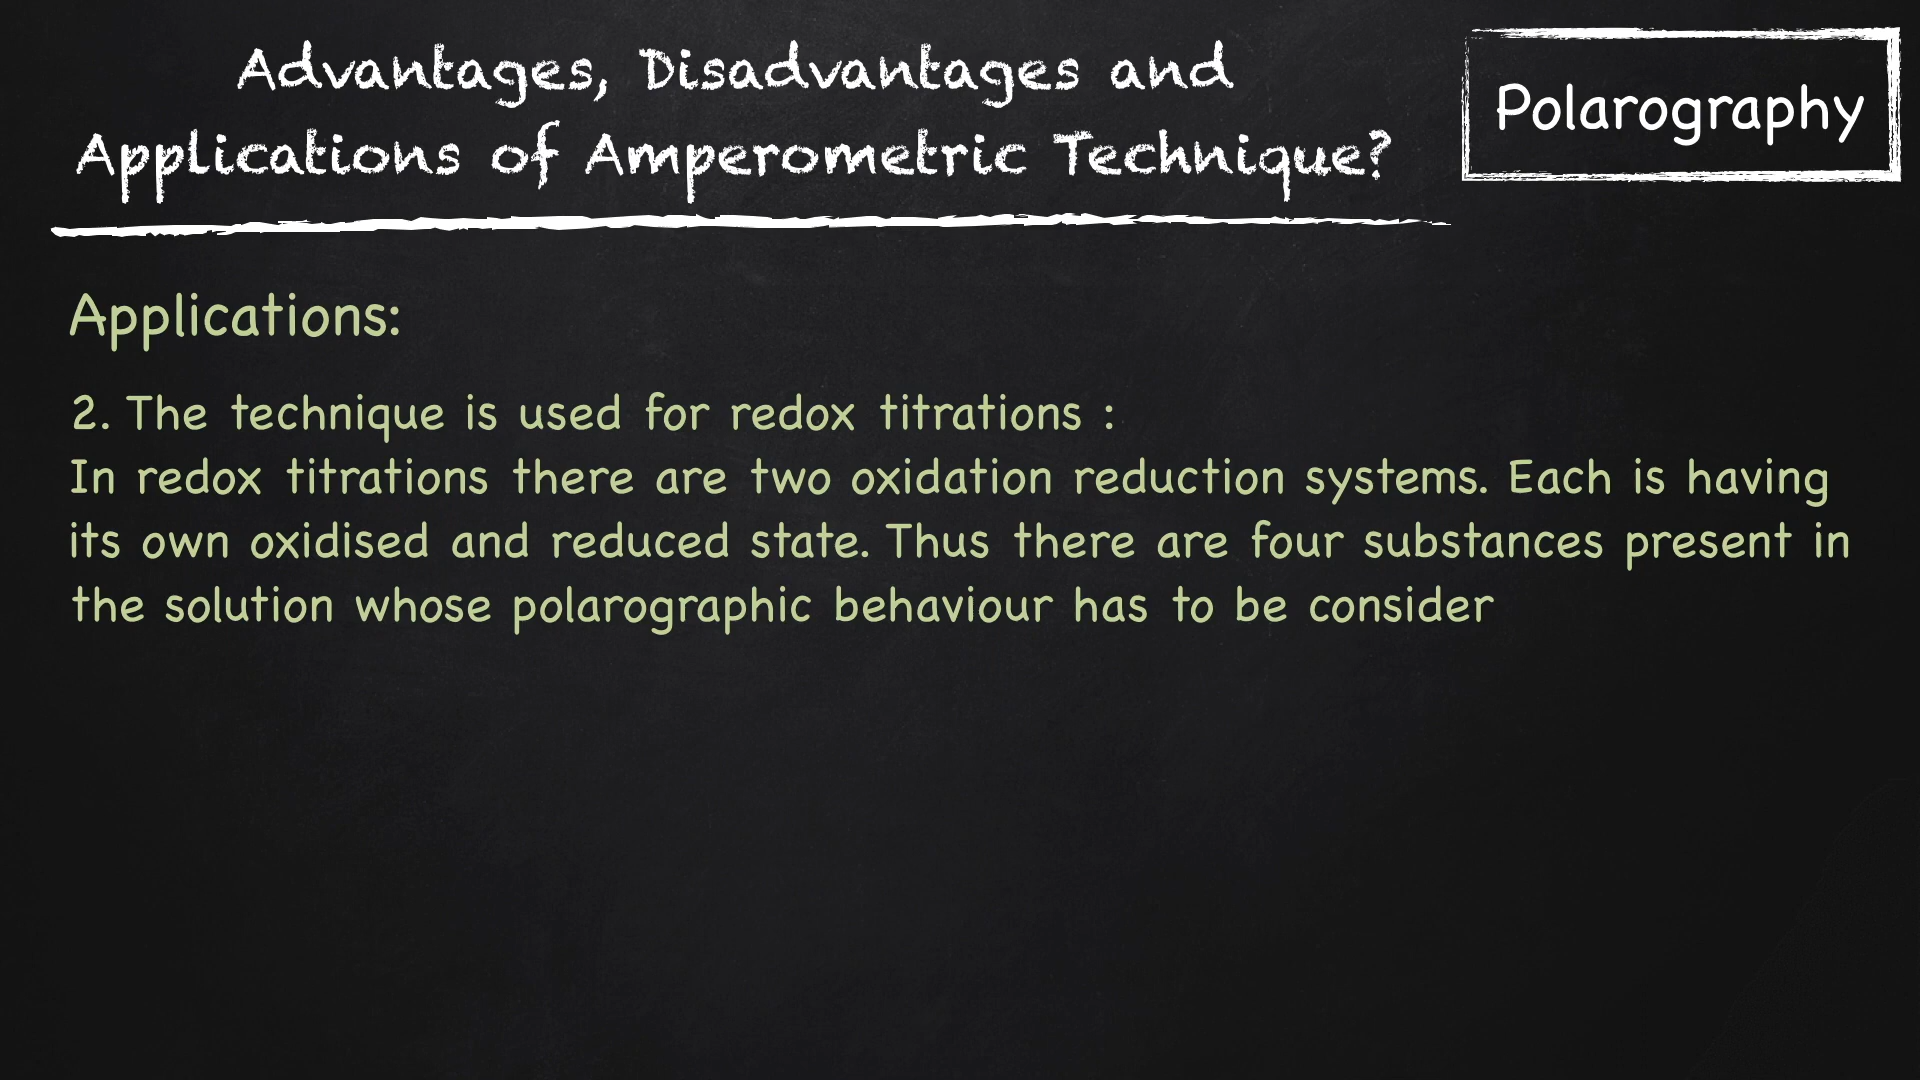 Advantages, Disadvantages and
Applications of Amperometric Technique?
Polarography
Applications:
2. The technique is used for redox titrations :
In redox titrations there are two oxidation reduction systems. Each is having
its own oxidised and reduced state. Thus there are four substances present in
the solution whose polarographic behaviour has to be consider